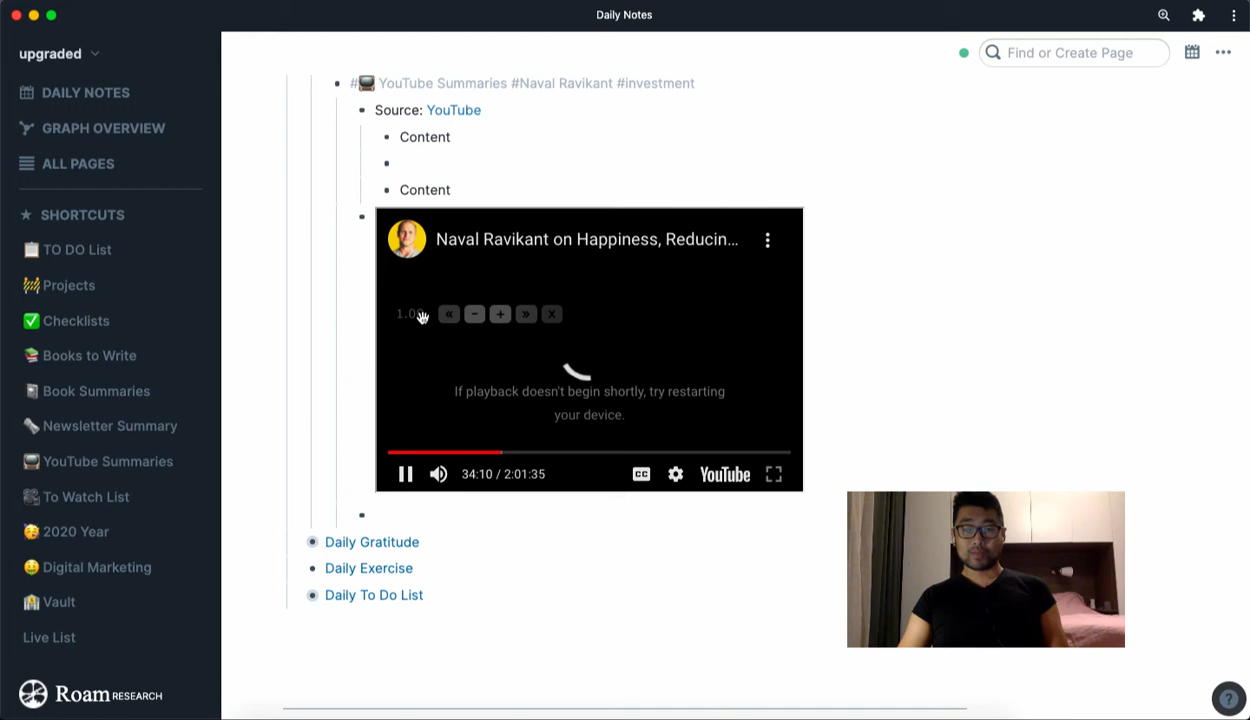 Daily Notes
upgraded
DAILY NOTES
GRAPH OVERVIEW
ALL PAGES
SHORTCUTS
TO DO List
Projects
Checklists
Books to Write
Book Summaries
Newsletter Summary
YouTube Summaries
To Watch List
2020 Year
Digital Marketing
Vault
Live List
Roam RESEARCH
Find or Create Page
# YouTube Summaries #Naval Ravikant #investment
Source: YouTube
Content
Content
Naval Ravikant on Happiness, Reducin...
« - + » x
If playback doesn't begin shortly, try restarting
your device.
34:10 / 2:01:35
CC
YouTube
Daily Gratitude
Daily Exercise
Daily To Do List
?